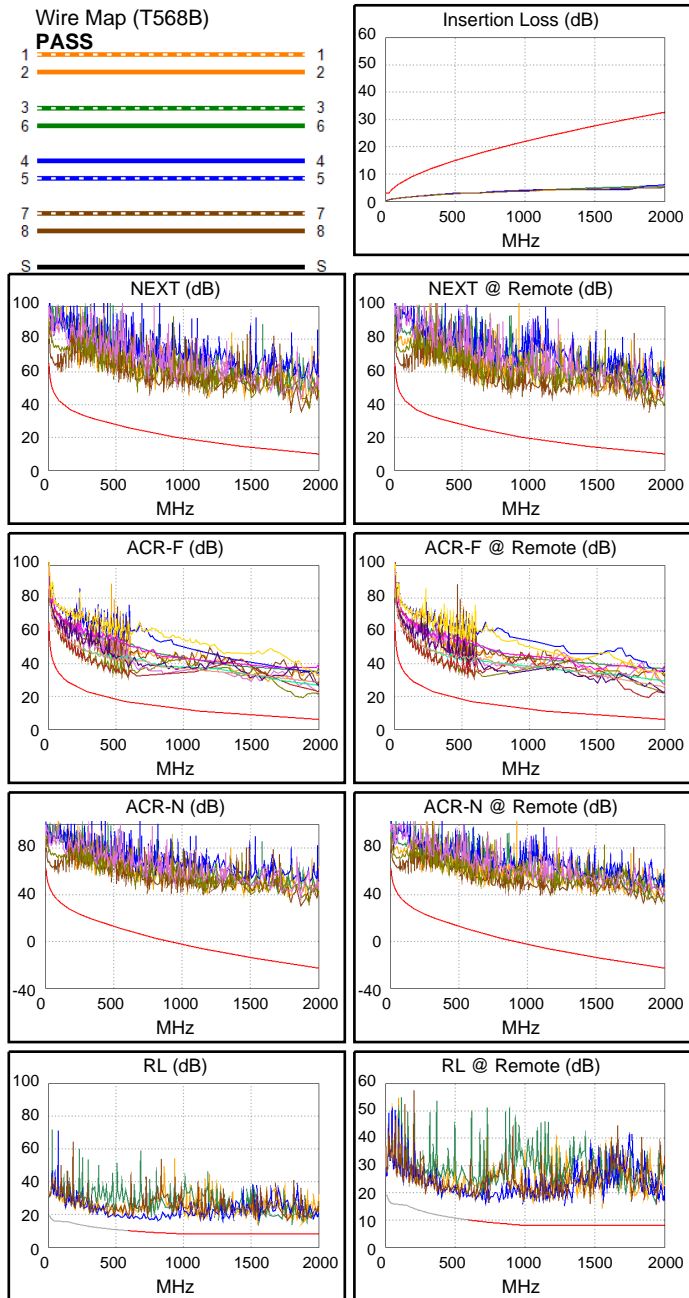 Wire Map (T568B)
PASS
1 1
2 2
3 3
6 6
4 4
5 5
7 7
8 8
S S
Insertion Loss (dB)
60
50
40
30
20
10
0
0 500 1000 1500 2000
MHz
NEXT (dB)
100
80
60
40
20
0
0 500 1000 1500 2000
MHz
NEXT @ Remote (dB)
100
80
60
40
20
0
0 500 1000 1500 2000
MHz
ACR-F (dB)
100
80
60
40
20
0
0 500 1000 1500 2000
MHz
ACR-F @ Remote (dB)
100
80
60
40
20
0
0 500 1000 1500 2000
MHz
ACR-N (dB)
80
40
0
-40
0 500 1000 1500 2000
MHz
ACR-N @ Remote (dB)
80
40
0
-40
0 500 1000 1500 2000
MHz
RL (dB)
100
80
60
40
20
0
0 500 1000 1500 2000
MHz
RL @ Remote (dB)
60
50
40
30
20
10
0
0 500 1000 1500 2000
MHz